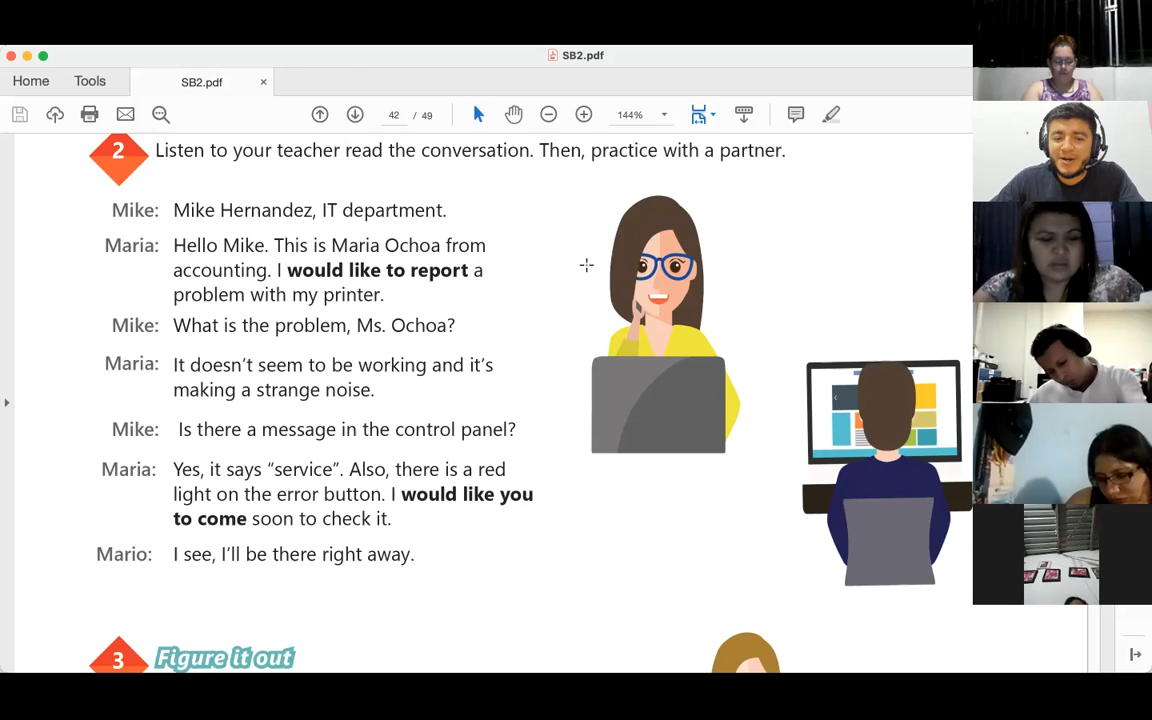 SB2.pdf
Home Tools SB2.pdf ×
42 / 49 144%
2 Listen to your teacher read the conversation. Then, practice with a partner.
Mike: Mike Hernandez, IT department.
Maria: Hello Mike. This is Maria Ochoa from
accounting. I would like to report a
problem with my printer.
Mike: What is the problem, Ms. Ochoa?
Maria: It doesn’t seem to be working and it’s
making a strange noise.
Mike: Is there a message in the control panel?
Maria: Yes, it says “service”. Also, there is a red
light on the error button. I would like you
to come soon to check it.
Mario: I see, I’ll be there right away.
3 Figure it out